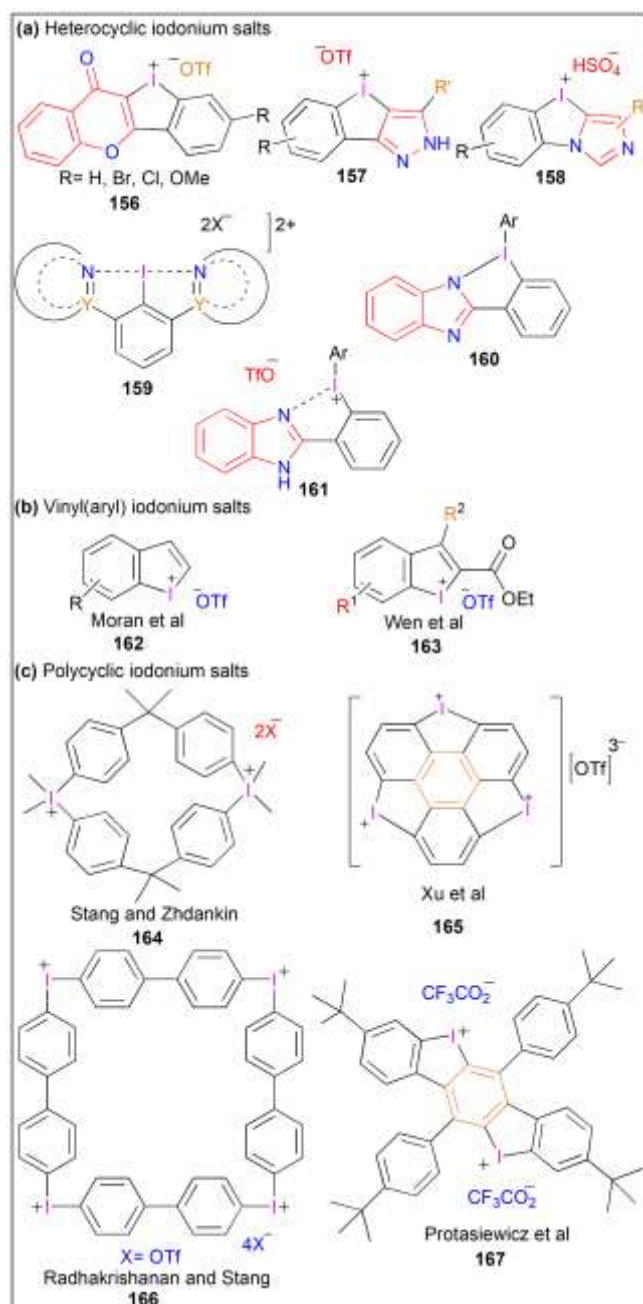 (a) Heterocyclic iodonium salts
O
I+
−OTf
R
O
R= H, Br, Cl, OMe
156
−OTf
I+
R'
R
N
NH
157
HSO4−
I+
R
R
N
N
158
2X−
2+
N
I
N
Y
Y
159
Ar
N
I
N
160
TfO−
Ar
N
I
+
N
H
161
(b) Vinyl(aryl) iodonium salts
R
I+
−OTf
Moran et al
162
R2
O
R1
I+
−OTf
OEt
Wen et al
163
(c) Polycyclic iodonium salts
2X−
I+
I+
Stang and Zhdankin
164
I+
I+
I+
[OTf]3−
Xu et al
165
I+
I+
I+
I+
X= OTf
4X−
Radhakrishanan and Stang
166
CF3CO2−
I+
I+
CF3CO2−
Protasiewicz et al
167